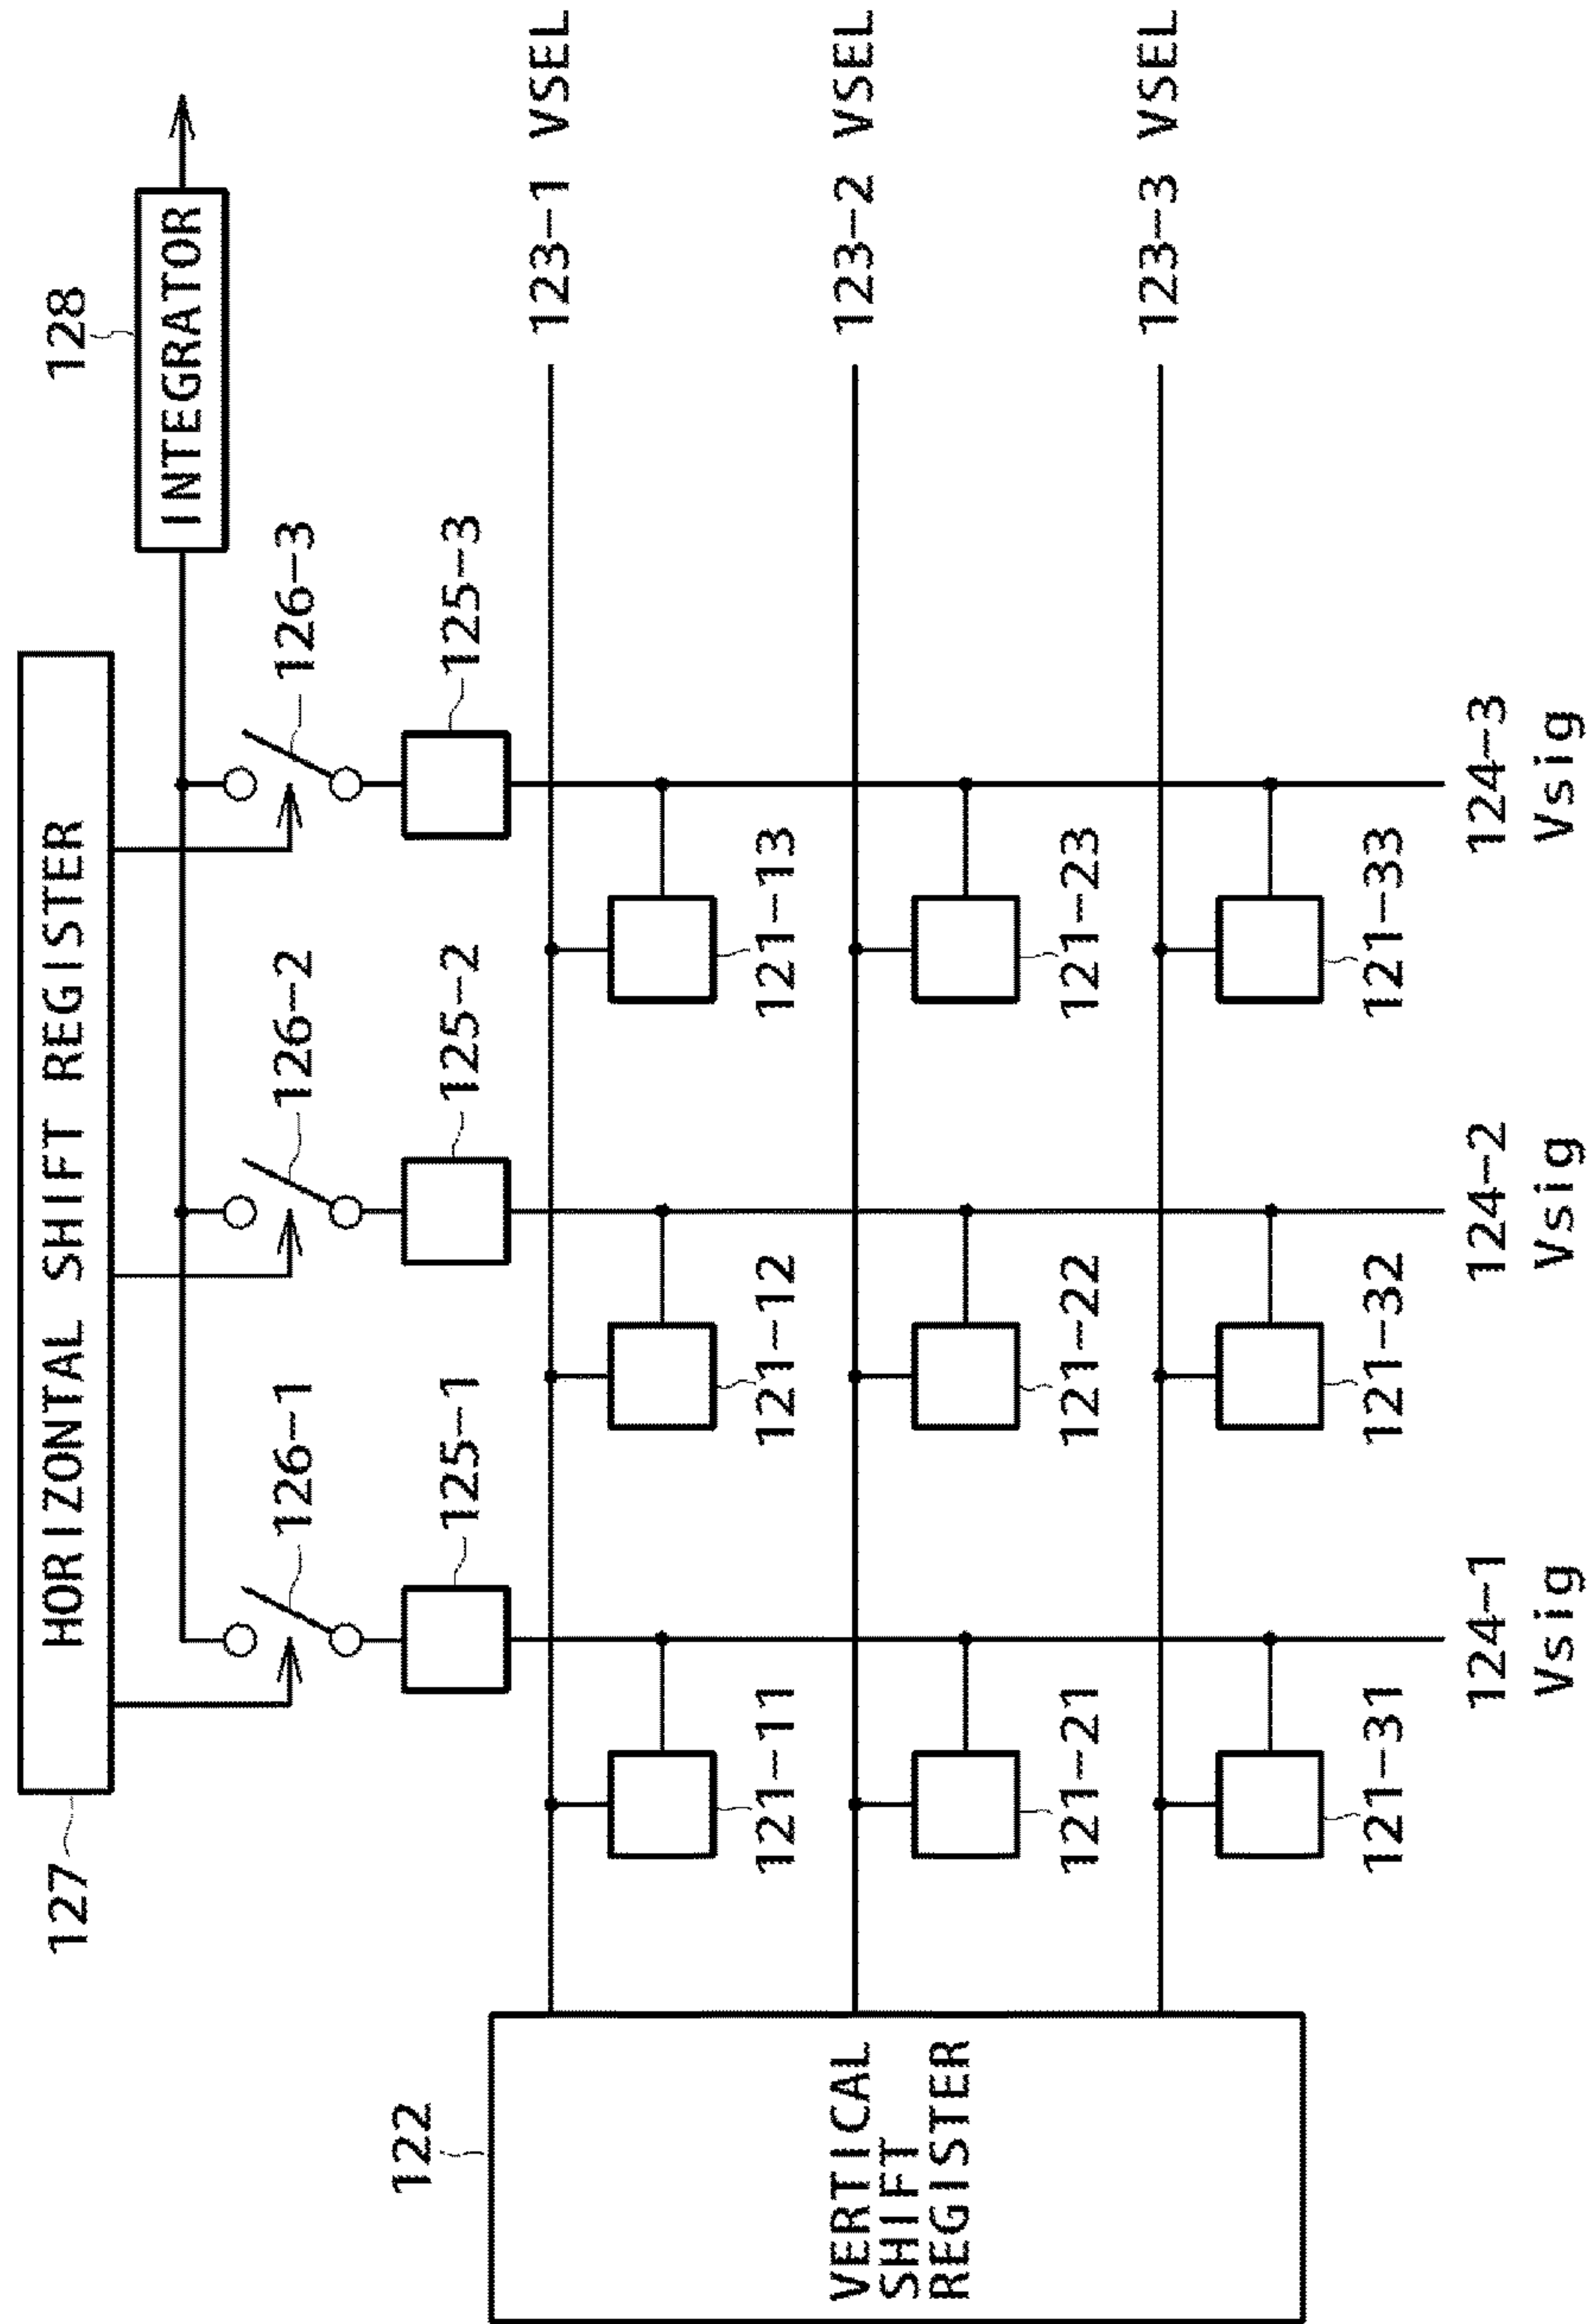 127
HORIZONTAL SHIFT REGISTER
128
INTEGRATOR
126-1
126-2
126-3
125-1
125-2
125-3
122
VERTICAL
SHIFT
REGISTER
123-1 VSEL
121-11
121-12
121-13
123-2 VSEL
121-21
121-22
121-23
123-3 VSEL
121-31
121-32
121-33
124-1
Vsig
124-2
Vsig
124-3
Vsig